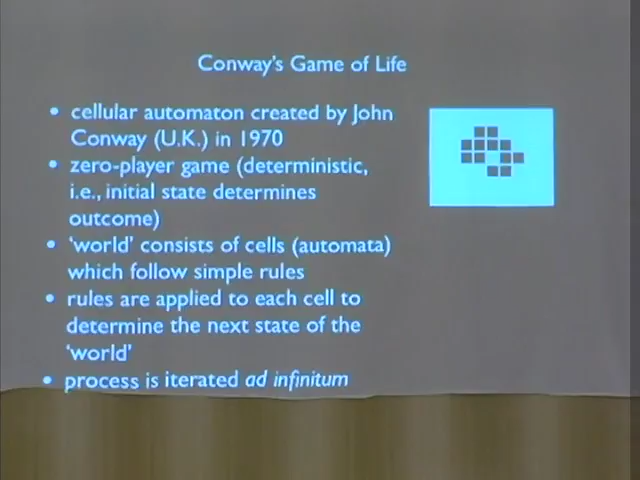 Conway's Game of Life
• cellular automaton created by John
Conway (U.K.) in 1970
• zero-player game (deterministic,
i.e., initial state determines
outcome)
• 'world' consists of cells (automata)
which follow simple rules
• rules are applied to each cell to
determine the next state of the
'world'
• process is iterated ad infinitum